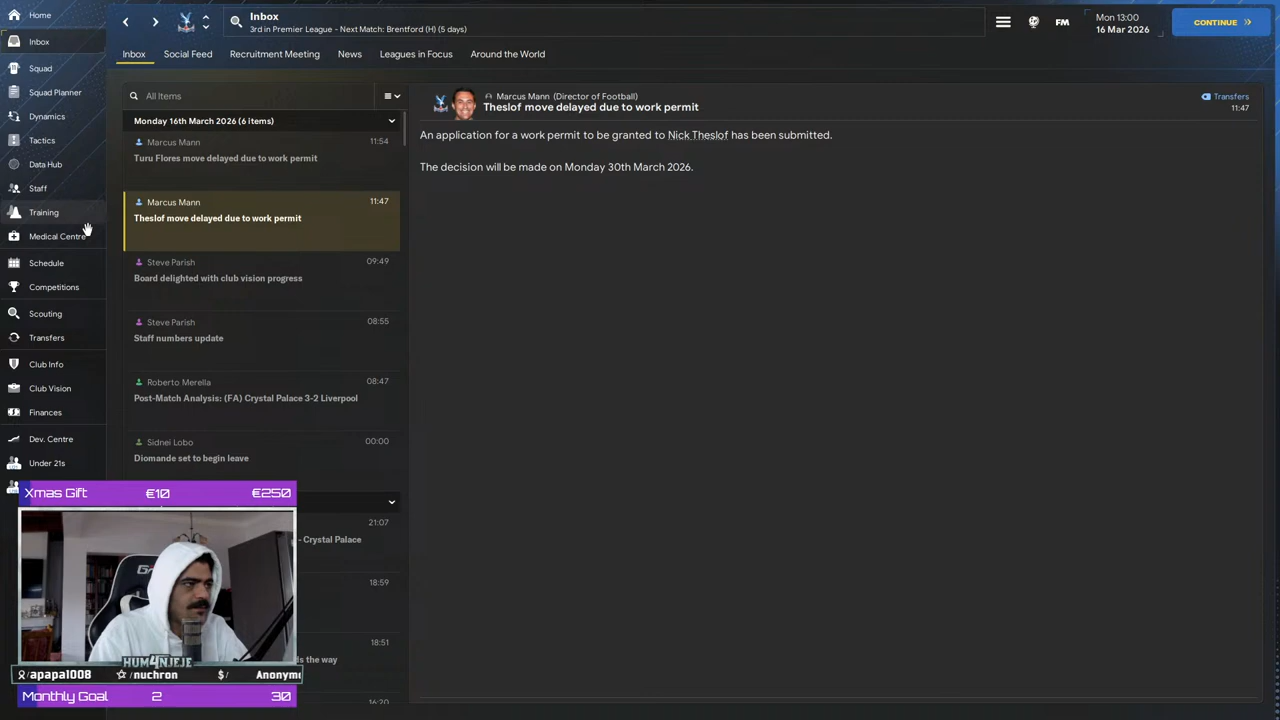 Home
Inbox
Squad
Squad Planner
Dynamics
Tactics
Data Hub
Staff
Training
Medical Centre
Schedule
Competitions
Scouting
Transfers
Club Info
Club Vision
Finances
Dev. Centre
Under 21s
Inbox
3rd in Premier League - Next Match: Brentford (H) (5 days)
FM
Mon 13:00
16 Mar 2026
CONTINUE
Inbox
Social Feed
Recruitment Meeting
News
Leagues in Focus
Around the World
All Items
Monday 16th March 2026 (6 items)
Marcus Mann 11:54
Turu Flores move delayed due to work permit
Marcus Mann 11:47
Theslof move delayed due to work permit
Steve Parish 09:49
Board delighted with club vision progress
Steve Parish 08:55
Staff numbers update
Roberto Merella 08:47
Post-Match Analysis: (FA) Crystal Palace 3-2 Liverpool
Sidnei Lobo 00:00
Diomande set to begin leave
21:07
- Crystal Palace
18:59
18:51
the way
16:20
Marcus Mann (Director of Football)
Theslof move delayed due to work permit
Transfers
11:47
An application for a work permit to be granted to Nick Theslof has been submitted.
The decision will be made on Monday 30th March 2026.
Xmas Gift €10 €250
HUM4NJEJE
/apapa1008 /nuchron $/ Anonym
Monthly Goal 2 30